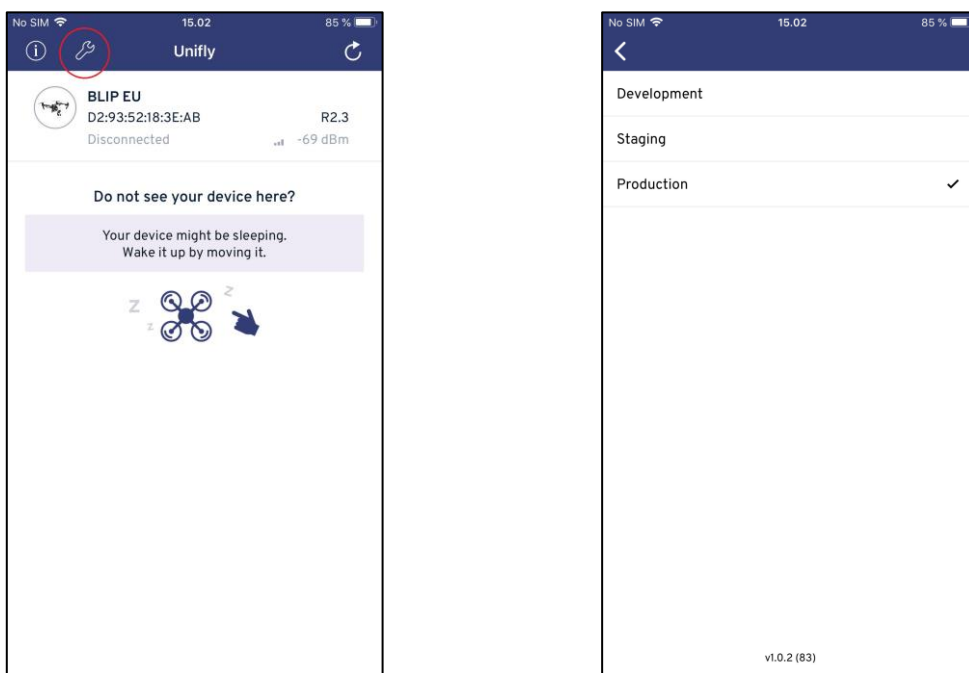 No SIM 15.02 85 %
Unifly
BLIP EU
D2:93:52:18:3E:AB R2.3
Disconnected -69 dBm
Do not see your device here?
Your device might be sleeping.
Wake it up by moving it.
Z Z
z
No SIM 15.02 85 %
Development
Staging
Production
v1.0.2 (83)